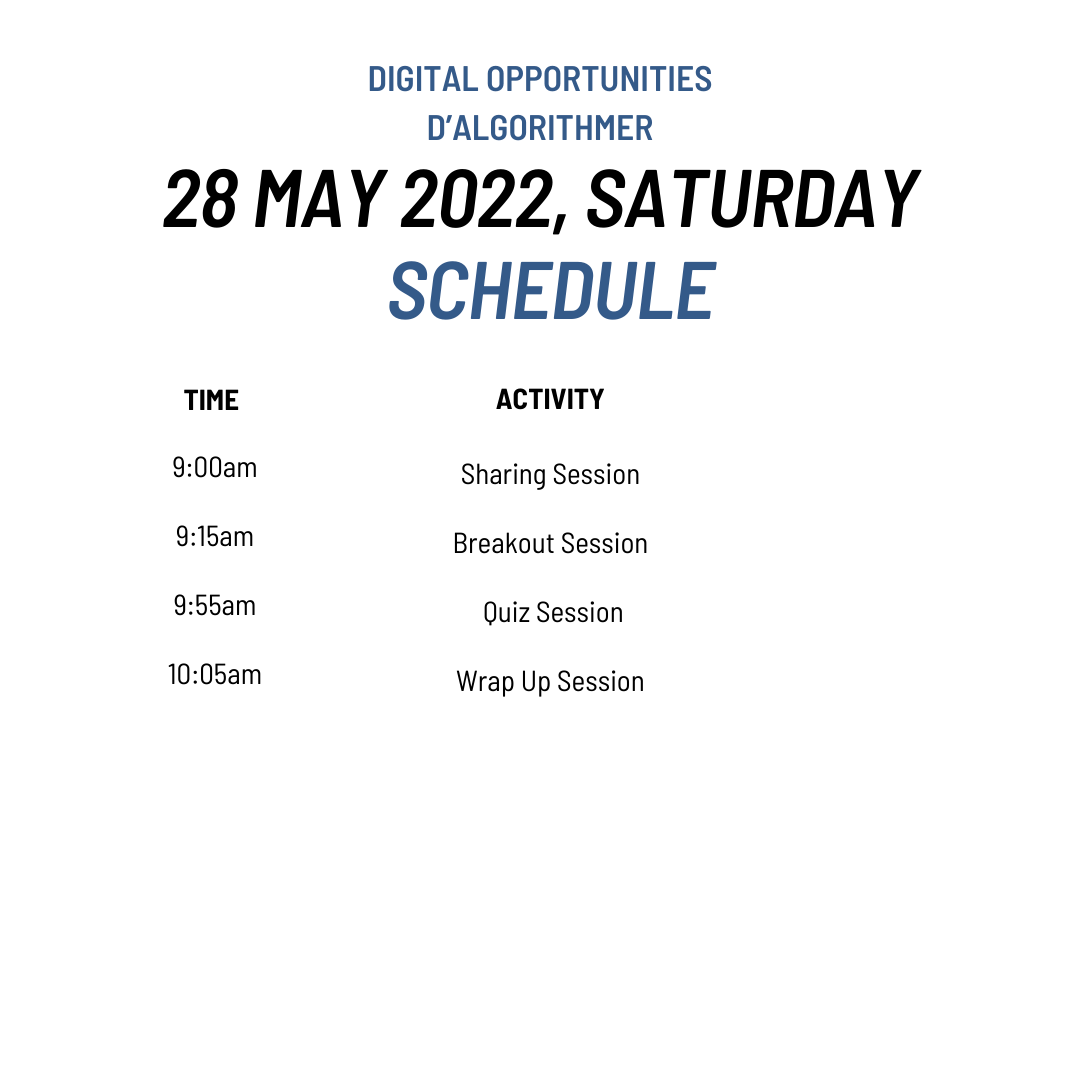 DIGITAL OPPORTUNITIES
D’ALGORITHMER
28 MAY 2022, SATURDAY
SCHEDULE
TIME ACTIVITY
9:00am Sharing Session
9:15am Breakout Session
9:55am Quiz Session
10:05am Wrap Up Session